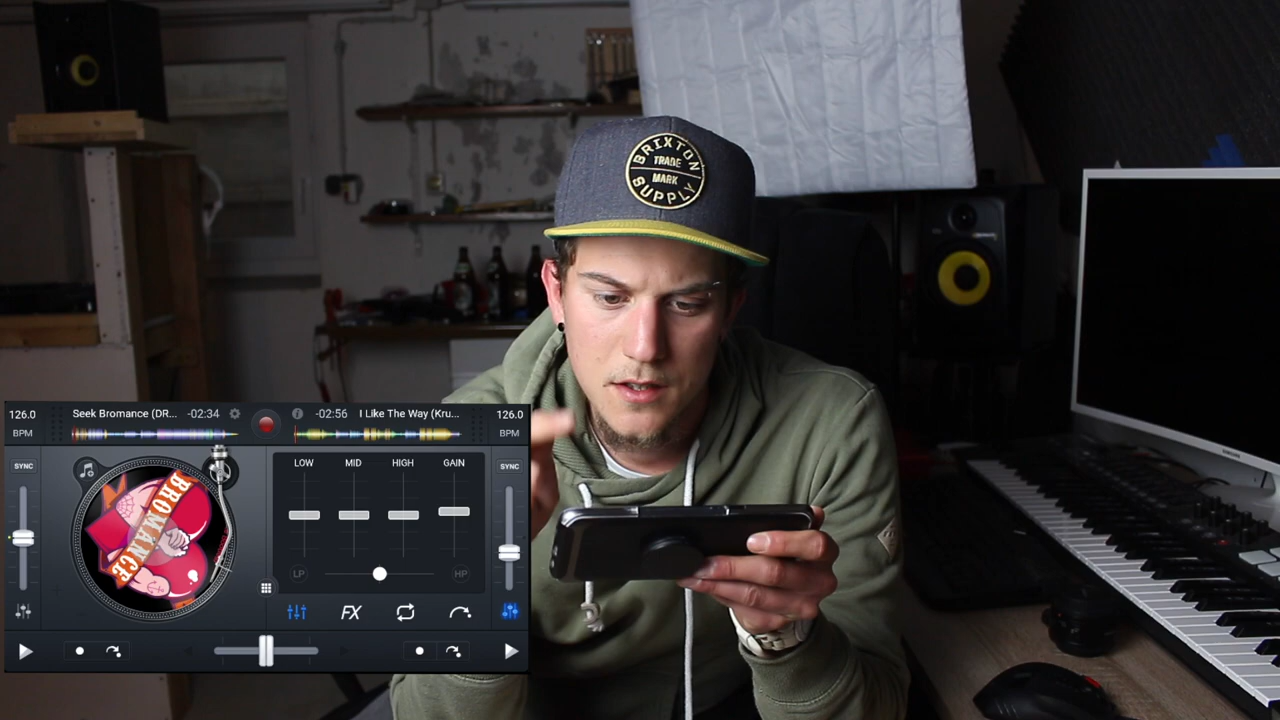 BRIXTON
TRADE
MARK
SUPPLY
126.0
Seek Bromance (DR...
-02:34
-02:56
I Like The Way (Kru...
126.0
BPM
BPM
SYNC
LOW
MID
HIGH
GAIN
SYNC
BROMANCE
LP
HP
FX